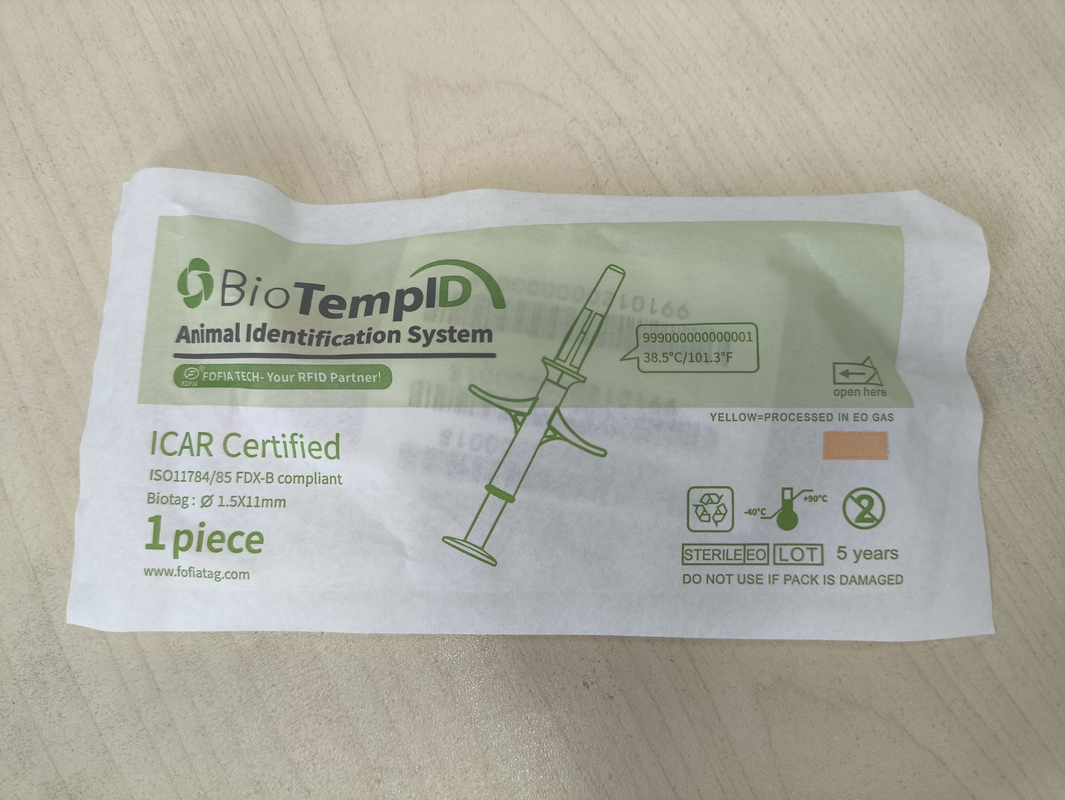 BioTempID
Animal Identification System
FOFIA FOFIA TECH- Your RFID Partner!
999000000000001
38.5°C/101.3°F
open here
YELLOW=PROCESSED IN EO GAS
ICAR Certified
ISO11784/85 FDX-B compliant
Biotag : Ø 1.5X11mm
1 piece
www.fofiatag.com
-40°C +90°C 2
STERILE EO LOT 5 years
DO NOT USE IF PACK IS DAMAGED